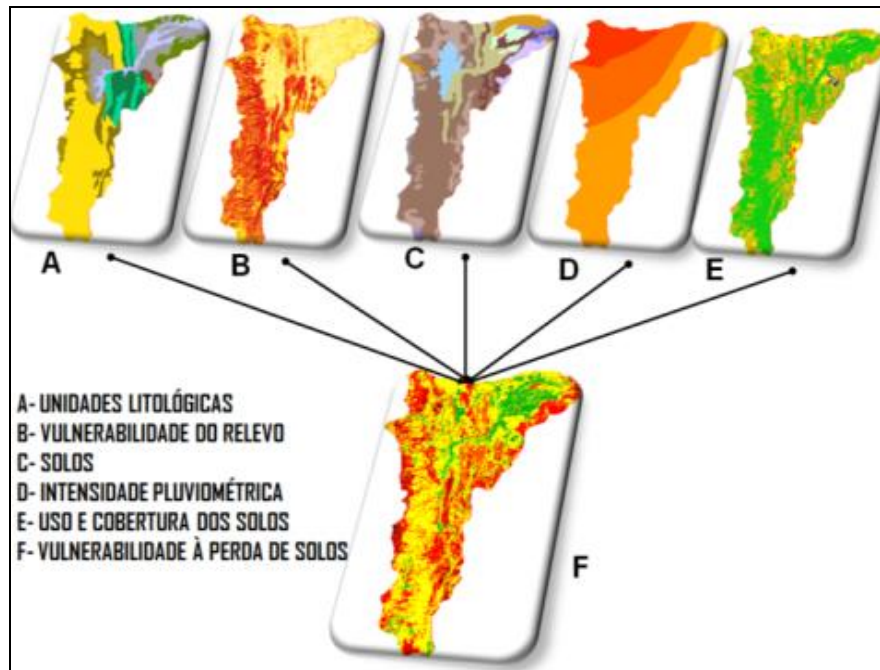 A B C D E
A- UNIDADES LITOLÓGICAS
B- VULNERABILIDADE DO RELEVO
C- SOLOS
D- INTENSIDADE PLUVIOMÉTRICA
E- USO E COBERTURA DOS SOLOS
F- VULNERABILIDADE À PERDA DE SOLOS
F